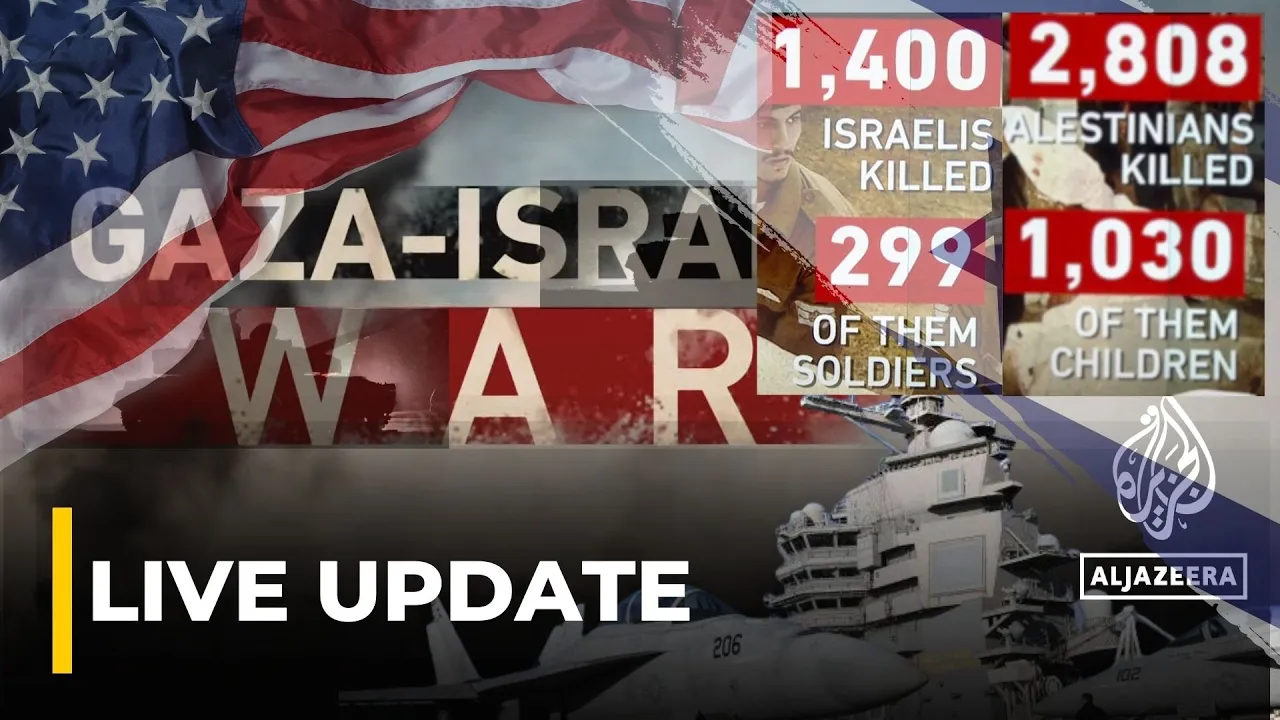 GAZA-ISRA
WAR
1,400
ISRAELIS
KILLED
299
OF THEM
SOLDIERS
2,808
ALESTINIANS
KILLED
1,030
OF THEM
CHILDREN
LIVE UPDATE
206
102
الجزيرة
ALJAZEERA